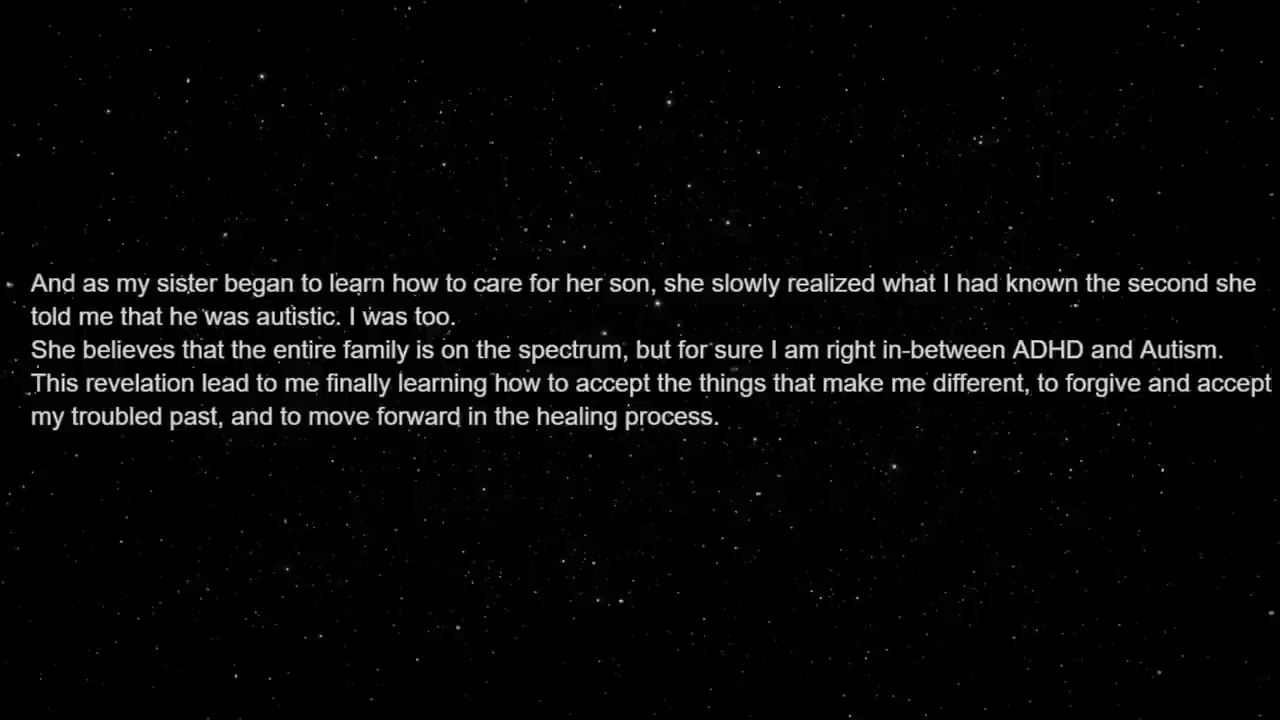 And as my sister began to learn how to care for her son, she slowly realized what I had known the second she
told me that he was autistic. I was too.
She believes that the entire family is on the spectrum, but for sure I am right in-between ADHD and Autism.
This revelation lead to me finally learning how to accept the things that make me different, to forgive and accept
my troubled past, and to move forward in the healing process.